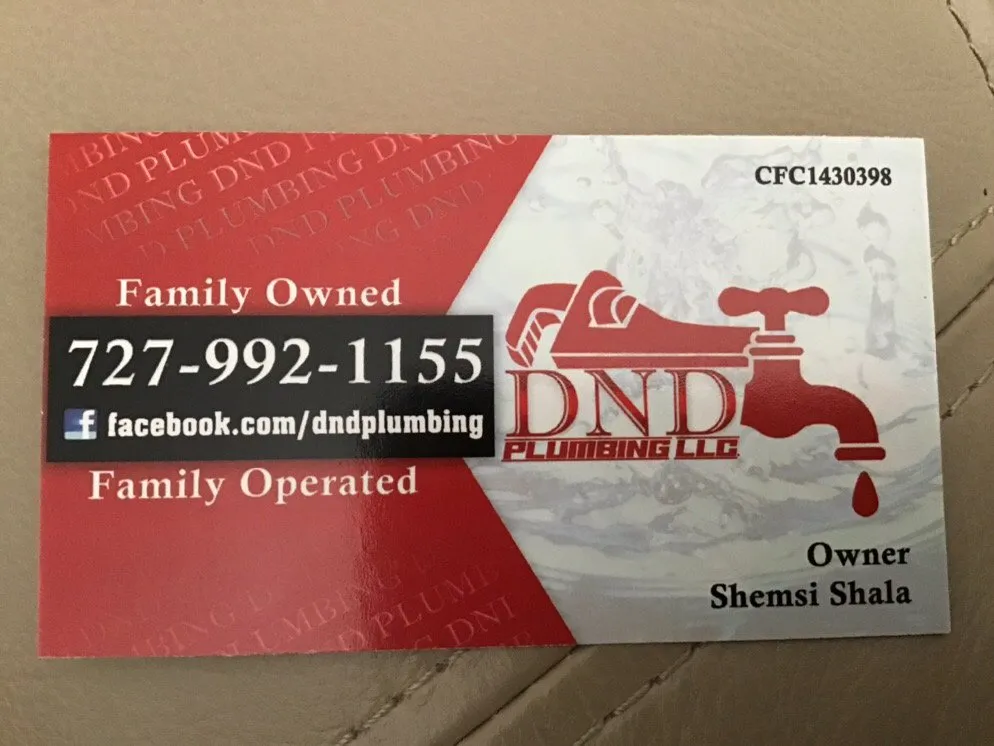 CFC1430398
Family Owned
727-992-1155
facebook.com/dndplumbing
Family Operated
DND
PLUMBING LLC.
Owner
Shemsi Shala